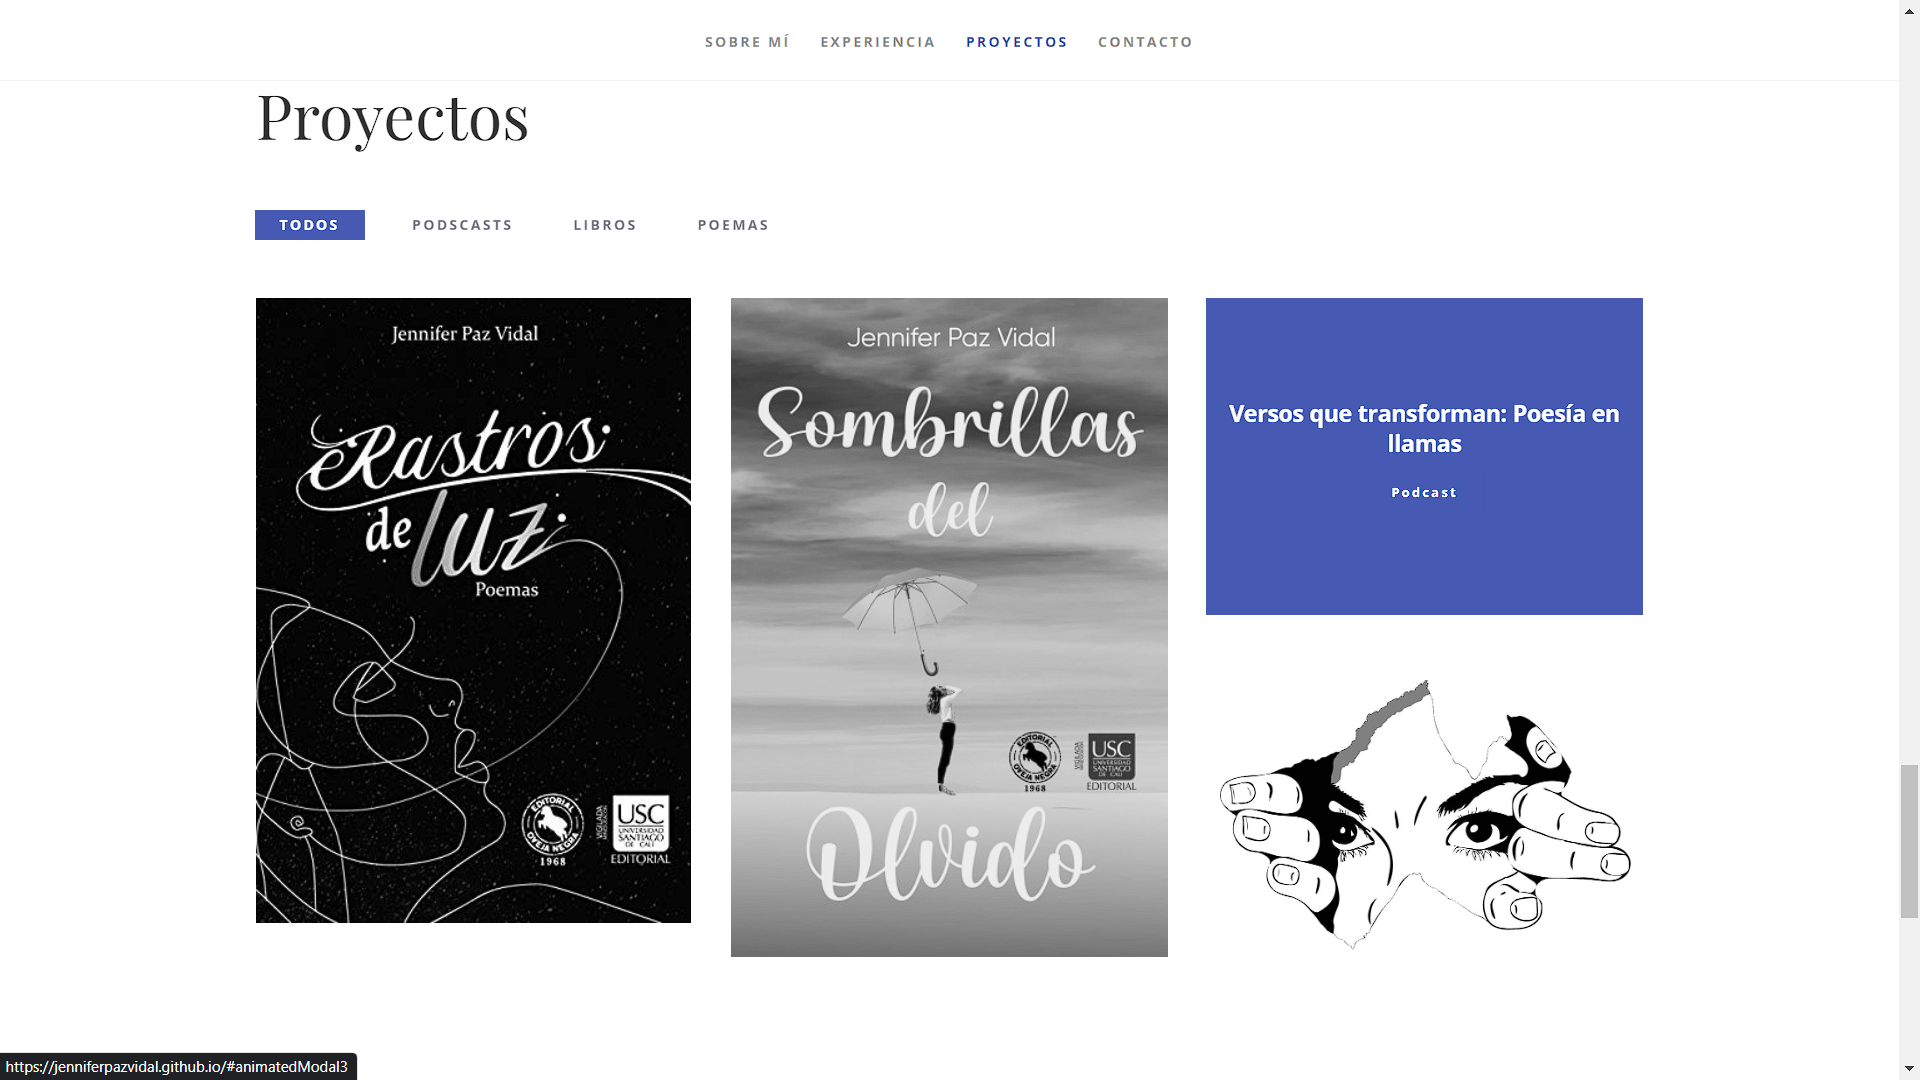 SOBRE MÍ EXPERIENCIA PROYECTOS CONTACTO
Proyectos
TODOS PODSCASTS LIBROS POEMAS
Jennifer Paz Vidal
Rastros
de luz
Poemas
EDITORIAL
OVEJA NEGRA
1968
VIGILADA
MINEDUCACIÓN
USC
UNIVERSIDAD
SANTIAGO
DE CALI
EDITORIAL
Jennifer Paz Vidal
Sombrillas
del
EDITORIAL
OVEJA NEGRA
1968
VIGILADA
MINEDUCACIÓN
USC
UNIVERSIDAD
SANTIAGO
DE CALI
EDITORIAL
Olvido
Versos que transforman: Poesía en
llamas
Podcast
https://jenniferpazvidal.github.io/#animatedModal3